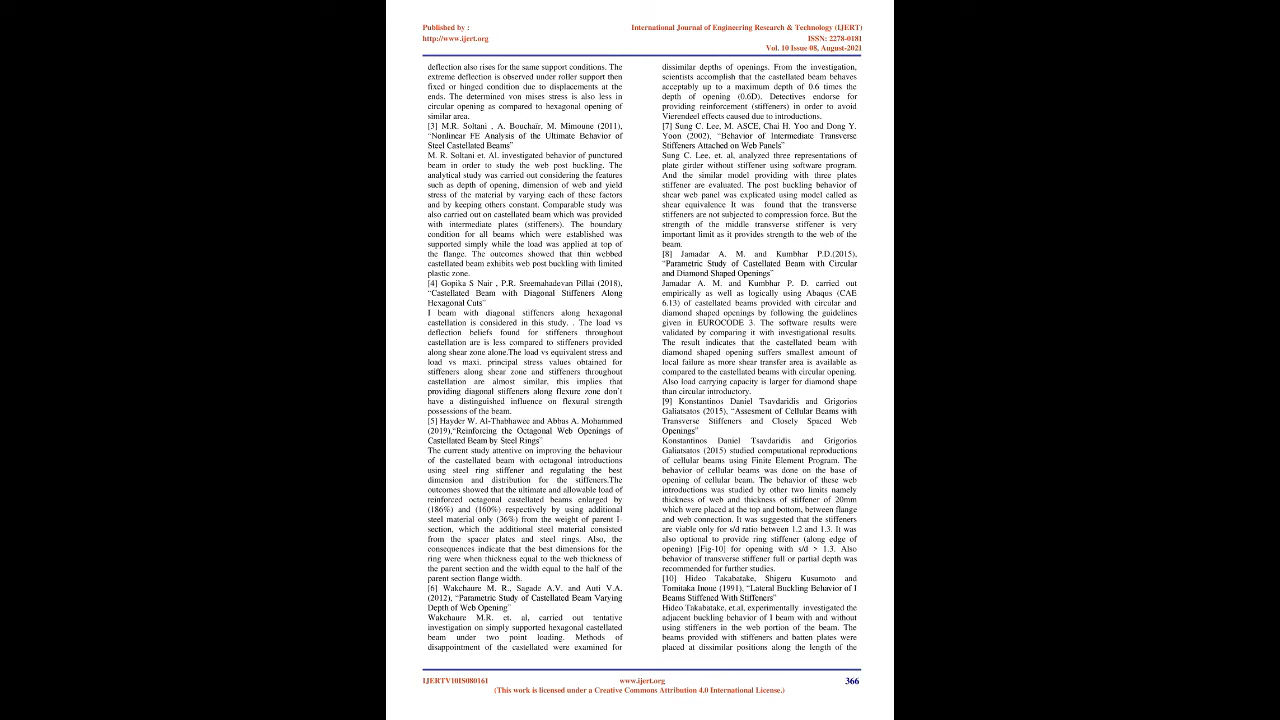 Published by :
International Journal of Engineering Research & Technology (IJERT)
http://www.ijert.org
ISSN: 2278-0181
Vol. 10 Issue 08, August-2021
deflection also rises for the same support conditions. The
extreme deflection is observed under roller support then
fixed or hinged condition due to displacements at the
ends. The determined von mises stress is also less in
circular opening as compared to hexagonal opening of
similar area.
[3] M.R. Soltani , A. Bouchaïr, M. Mimoune (2011),
“Nonlinear FE Analysis of the Ultimate Behavior of
Steel Castellated Beams”
M. R. Soltani et. Al. investigated behavior of punctured
beam in order to study the web post buckling. The
analytical study was carried out considering the features
such as depth of opening, dimension of web and yield
stress of the material by varying each of these factors
and by keeping others constant. Comparable study was
also carried out on castellated beam which was provided
with intermediate plates (stiffeners). The boundary
condition for all beams which were established was
supported simply while the load was applied at top of
the flange. The outcomes showed that thin webbed
castellated beam exhibits web post buckling with limited
plastic zone.
[4] Gopika S Nair , P.R. Sreemahadevan Pillai (2018),
“Castellated Beam with Diagonal Stiffeners Along
Hexagonal Cuts”
I beam with diagonal stiffeners along hexagonal
castellation is considered in this study. . The load vs
deflection beliefs found for stiffeners throughout
castellation are is less compared to stiffeners provided
along shear zone alone.The load vs equivalent stress and
load vs maxi. principal stress values obtained for
stiffeners along shear zone and stiffeners throughout
castellation are almost similar, this implies that
providing diagonal stiffeners along flexure zone don’t
have a distinguished influence on flexural strength
possessions of the beam.
[5] Hayder W. Al-Thabhawee and Abbas A. Mohammed
(2019),“Reinforcing the Octagonal Web Openings of
Castellated Beam by Steel Rings”
The current study attentive on improving the behaviour
of the castellated beam with octagonal introductions
using steel ring stiffener and regulating the best
dimension and distribution for the stiffeners.The
outcomes showed that the ultimate and allowable load of
reinforced octagonal castellated beams enlarged by
(186%) and (160%) respectively by using additional
steel material only (36%) from the weight of parent I-
section, which the additional steel material consisted
from the spacer plates and steel rings. Also, the
consequences indicate that the best dimensions for the
ring were when thickness equal to the web thickness of
the parent section and the width equal to the half of the
parent section flange width.
[6] Wakchaure M. R., Sagade A.V. and Auti V.A.
(2012), “Parametric Study of Castellated Beam Varying
Depth of Web Opening”
Wakchaure M.R. et. al, carried out tentative
investigation on simply supported hexagonal castellated
beam under two point loading. Methods of
disappointment of the castellated were examined for
dissimilar depths of openings. From the investigation,
scientists accomplish that the castellated beam behaves
acceptably up to a maximum depth of 0.6 times the
depth of opening (0.6D). Detectives endorse for
providing reinforcement (stiffeners) in order to avoid
Vierendeel effects caused due to introductions.
[7] Sung C. Lee, M. ASCE, Chai H. Yoo and Dong Y.
Yoon (2002), “Behavior of Intermediate Transverse
Stiffeners Attached on Web Panels”
Sung C. Lee, et. al, analyzed three representations of
plate girder without stiffener using software program.
And the similar model providing with three plates
stiffener are evaluated. The post buckling behavior of
shear web panel was explicated using model called as
shear equivalence It was found that the transverse
stiffeners are not subjected to compression force. But the
strength of the middle transverse stiffener is very
important limit as it provides strength to the web of the
beam.
[8] Jamadar A. M. and Kumbhar P.D.(2015),
“Parametric Study of Castellated Beam with Circular
and Diamond Shaped Openings”
Jamadar A. M. and Kumbhar P. D. carried out
empirically as well as logically using Abaqus (CAE
6.13) of castellated beams provided with circular and
diamond shaped openings by following the guidelines
given in EUROCODE 3. The software results were
validated by comparing it with investigational results.
The result indicates that the castellated beam with
diamond shaped opening suffers smallest amount of
local failure as more shear transfer area is available as
compared to the castellated beams with circular opening.
Also load carrying capacity is larger for diamond shape
than circular introductory.
[9] Konstantinos Daniel Tsavdaridis and Grigorios
Galiatsatos (2015), “Assesment of Cellular Beams with
Transverse Stiffeners and Closely Spaced Web
Openings”
Konstantinos Daniel Tsavdaridis and Grigorios
Galiatsatos (2015) studied computational reproductions
of cellular beams using Finite Element Program. The
behavior of cellular beams was done on the base of
opening of cellular beam. The behavior of these web
introductions was studied by other two limits namely
thickness of web and thickness of stiffener of 20mm
which were placed at the top and bottom, between flange
and web connection. It was suggested that the stiffeners
are viable only for s/d ratio between 1.2 and 1.3. It was
also optional to provide ring stiffener (along edge of
opening) [Fig-10] for opening with s/d > 1.3. Also
behavior of transverse stiffener full or partial depth was
recommended for further studies.
[10] Hideo Takabatake, Shigeru Kusumoto and
Tomitaka Inoue (1991), “Lateral Buckling Behavior of I
Beams Stiffened With Stiffeners”
Hideo Takabatake, et.al, experimentally investigated the
adjacent buckling behavior of I beam with and without
using stiffeners in the web portion of the beam. The
beams provided with stiffeners and batten plates were
placed at dissimilar positions along the length of the
IJERTV10IS080161
www.ijert.org
366
(This work is licensed under a Creative Commons Attribution 4.0 International License.)